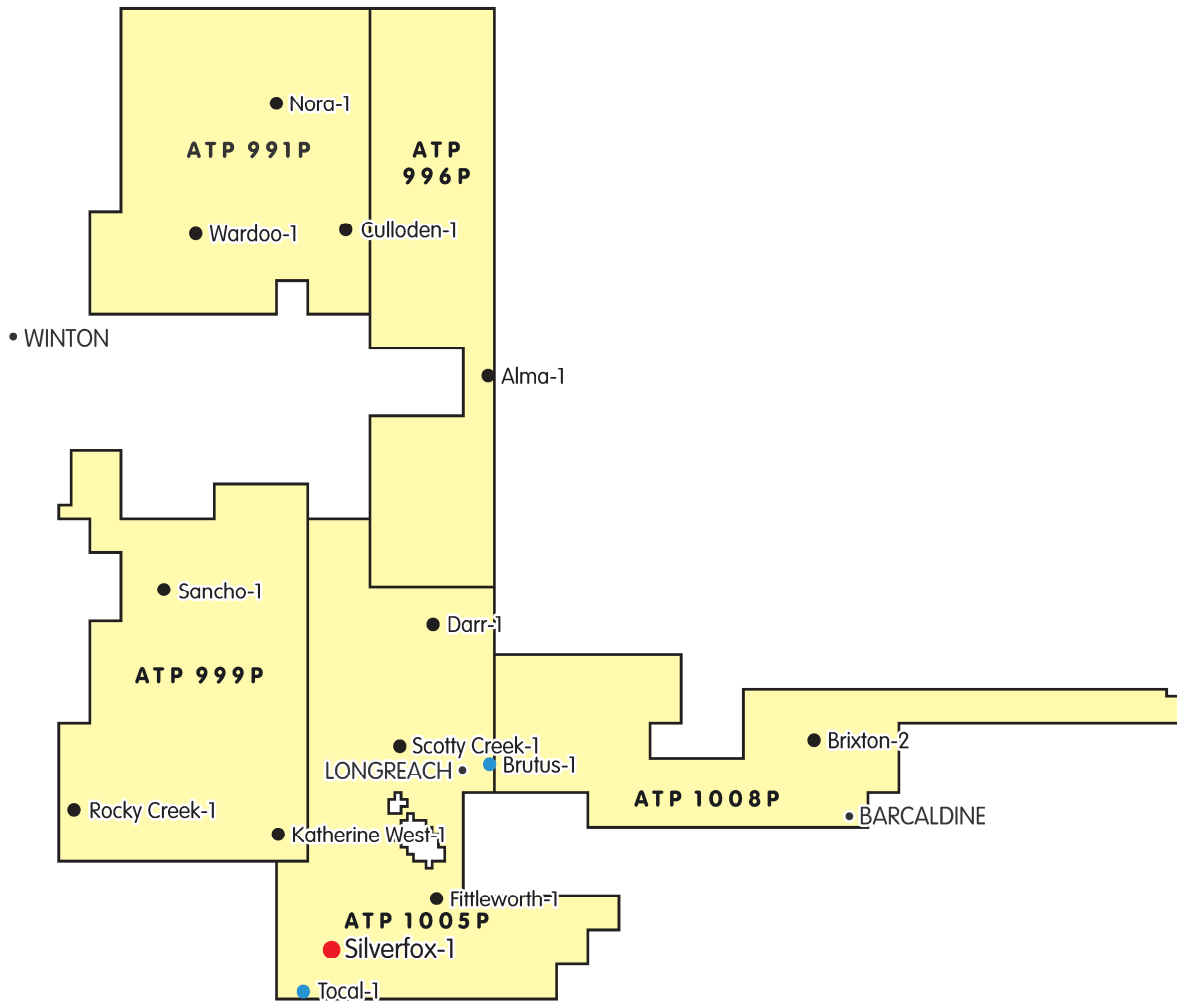 Nora-1
ATP 991P
ATP
996P
Wardoo-1
Culloden-1
WINTON
Alma-1
Sancho-1
Darr-1
ATP 999P
Scotty Creek-1
Brixton-2
LONGREACH
Brutus-1
ATP 1008P
Rocky Creek-1
BARCALDINE
Katherine West-1
Fittleworth-1
ATP 1005P
Silverfox-1
Tocal-1